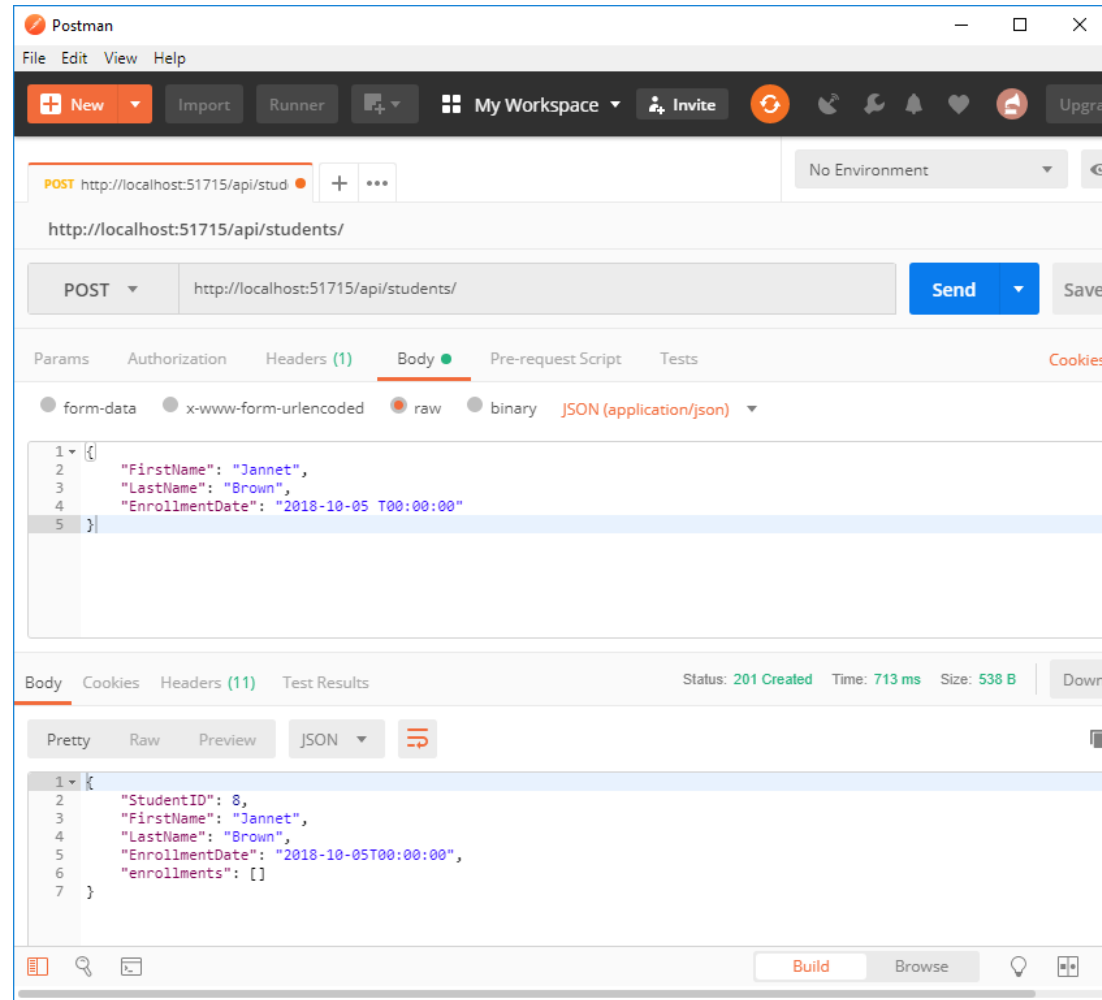 Postman
File Edit View Help
New Import Runner My Workspace Invite Upgra
POST http://localhost:51715/api/stud No Environment
http://localhost:51715/api/students/
POST http://localhost:51715/api/students/ Send Save
Params Authorization Headers (1) Body Pre-request Script Tests Cookies
form-data x-www-form-urlencoded raw binary JSON (application/json)
1 {
2 "FirstName": "Jannet",
3 "LastName": "Brown",
4 "EnrollmentDate": "2018-10-05 T00:00:00"
5 }
Body Cookies Headers (11) Test Results Status: 201 Created Time: 713 ms Size: 538 B Down
Pretty Raw Preview JSON
1 {
2 "StudentID": 8,
3 "FirstName": "Jannet",
4 "LastName": "Brown",
5 "EnrollmentDate": "2018-10-05T00:00:00",
6 "enrollments": []
7 }
Build Browse